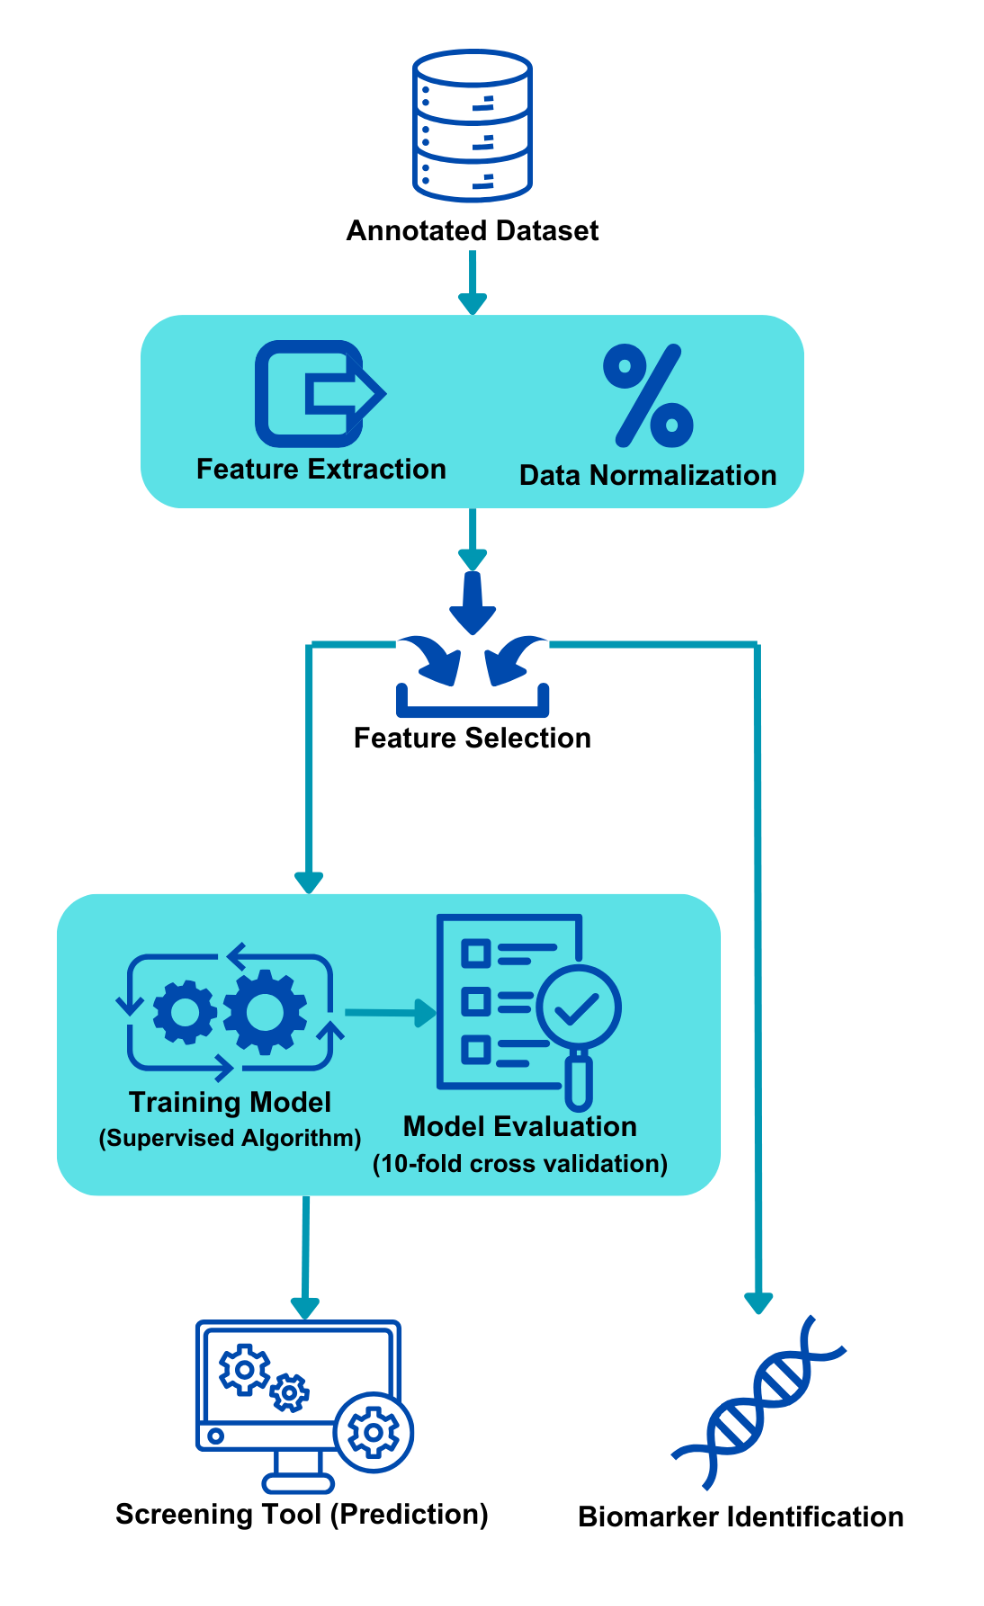 Annotated Dataset
Feature Extraction
Data Normalization
Feature Selection
Training Model
(Supervised Algorithm)
Model Evaluation
(10-fold cross validation)
Screening Tool (Prediction)
Biomarker Identification